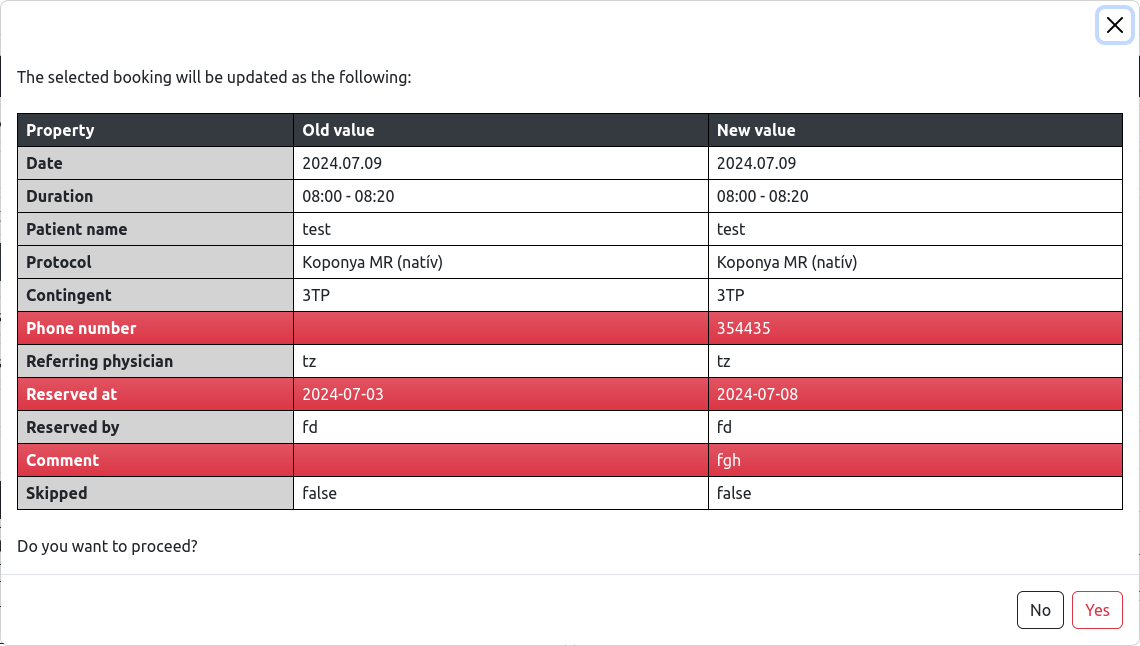 The selected booking will be updated as the following:
Property Old value New value
Date 2024.07.09 2024.07.09
Duration 08:00 - 08:20 08:00 - 08:20
Patient name test test
Protocol Koponya MR (natív) Koponya MR (natív)
Contingent 3TP 3TP
Phone number 354435
Referring physician tz tz
Reserved at 2024-07-03 2024-07-08
Reserved by fd fd
Comment fgh
Skipped false false
Do you want to proceed?
No Yes